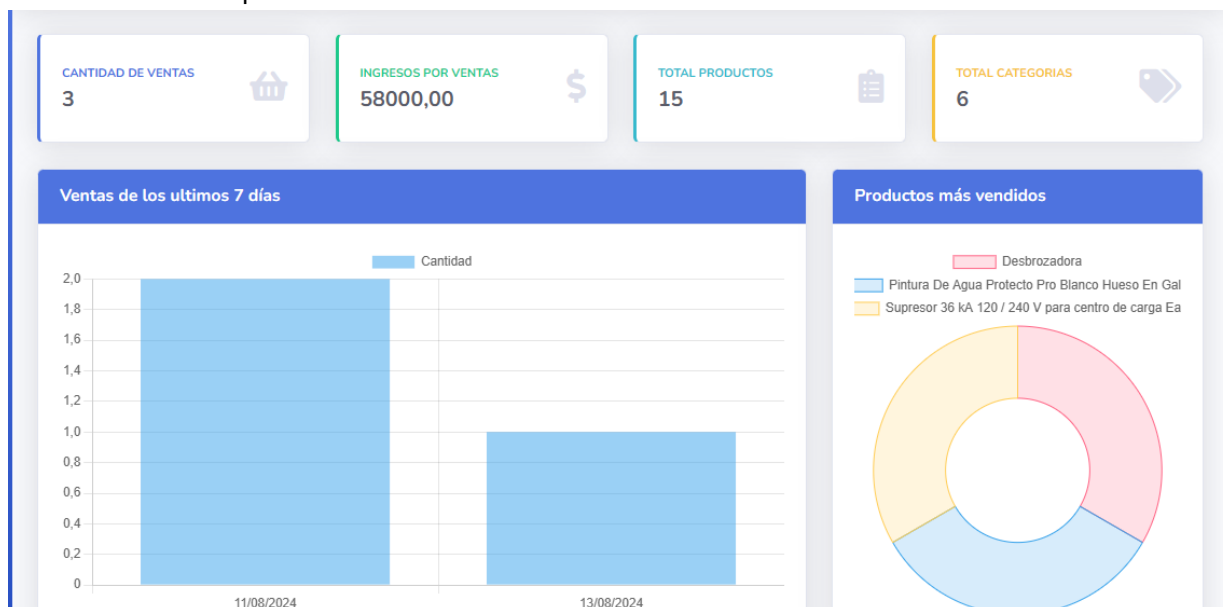 CANTIDAD DE VENTAS
3
INGRESOS POR VENTAS
58000,00
TOTAL PRODUCTOS
15
TOTAL CATEGORIAS
6
Ventas de los ultimos 7 días
Cantidad
2,0
1,8
1,6
1,4
1,2
1,0
0,8
0,6
0,4
0,2
0
11/08/2024
13/08/2024
Productos más vendidos
Desbrozadora
Pintura De Agua Protecto Pro Blanco Hueso En Gal
Supresor 36 kA 120 / 240 V para centro de carga Ea